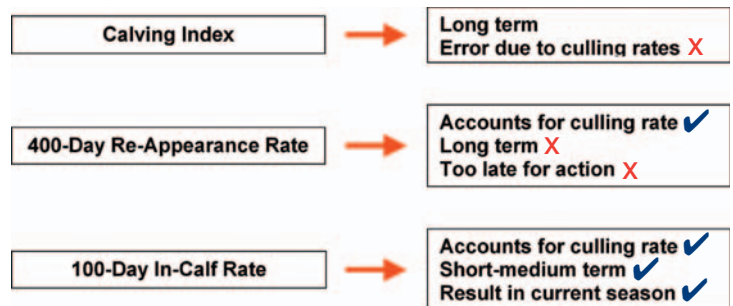 Calving Index
Long term
Error due to culling rates X
400-Day Re-Appearance Rate
Accounts for culling rate ✔
Long term X
Too late for action X
100-Day In-Calf Rate
Accounts for culling rate ✔
Short-medium term ✔
Result in current season ✔